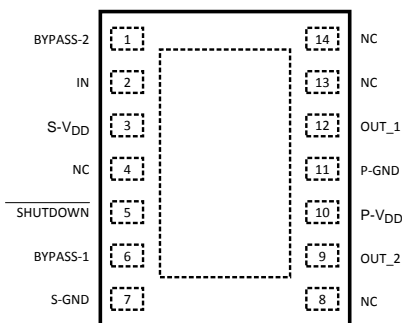 BYPASS-2 1 14 NC
IN 2 13 NC
S-VDD 3 12 OUT_1
NC 4 11 P-GND
SHUTDOWN 5 10 P-VDD
BYPASS-1 6 9 OUT_2
S-GND 7 8 NC